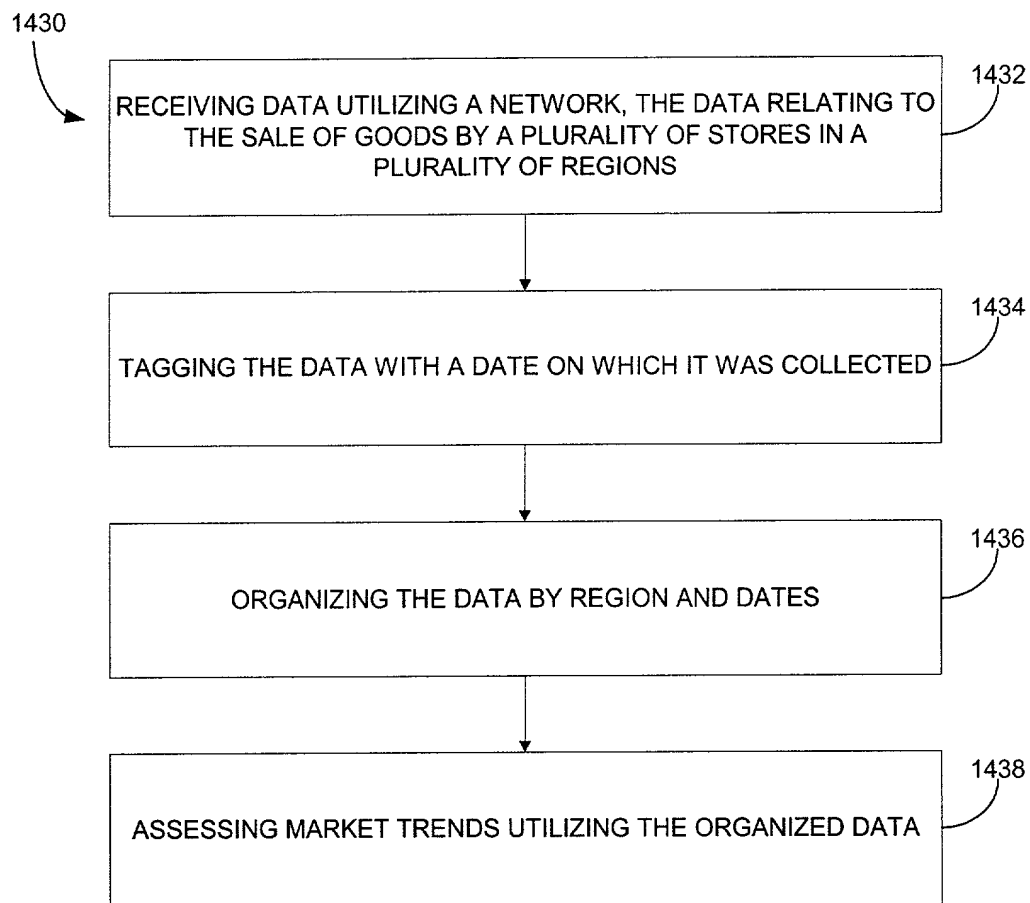 1430
1432
RECEIVING DATA UTILIZING A NETWORK, THE DATA RELATING TO
THE SALE OF GOODS BY A PLURALITY OF STORES IN A
PLURALITY OF REGIONS
1434
TAGGING THE DATA WITH A DATE ON WHICH IT WAS COLLECTED
1436
ORGANIZING THE DATA BY REGION AND DATES
1438
ASSESSING MARKET TRENDS UTILIZING THE ORGANIZED DATA